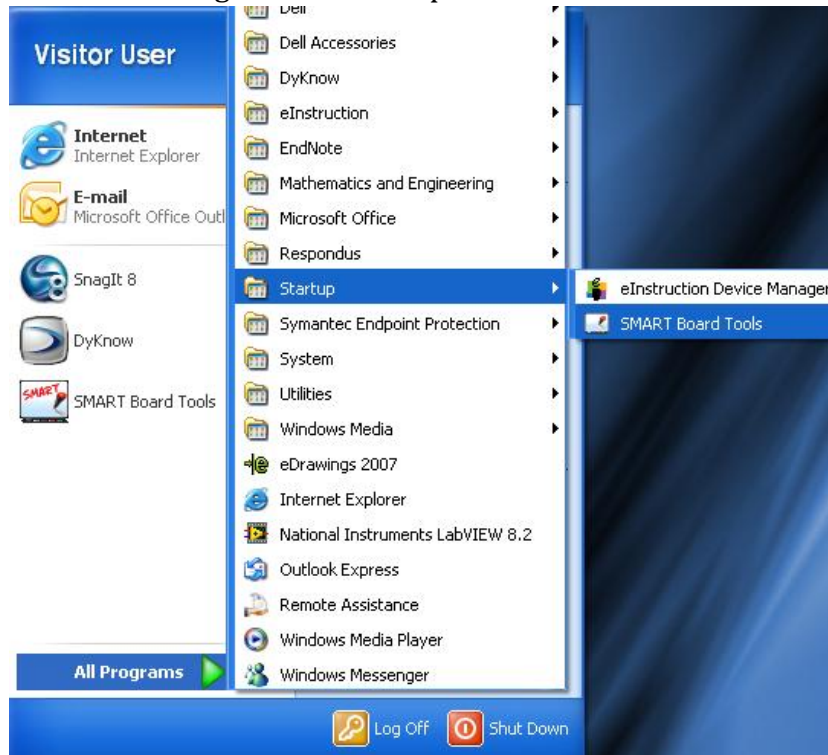 Visitor User
Internet
Internet Explorer
E-mail
Microsoft Office Outl
SnagIt 8
DyKnow
SMART
SMART Board Tools
All Programs
Dell
Dell Accessories
DyKnow
eInstruction
EndNote
Mathematics and Engineering
Microsoft Office
Respondus
Startup
Symantec Endpoint Protection
System
Utilities
Windows Media
eDrawings 2007
Internet Explorer
National Instruments LabVIEW 8.2
Outlook Express
Remote Assistance
Windows Media Player
Windows Messenger
eInstruction Device Manager
SMART Board Tools
Log Off
Shut Down